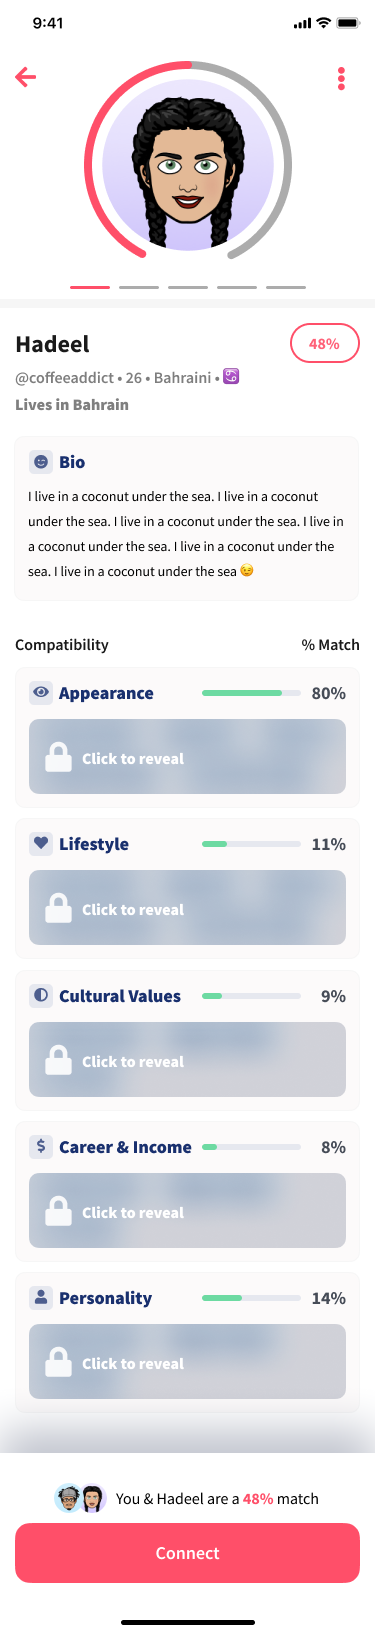 9:41
Hadeel
48%
@coffeeaddict • 26 • Bahraini • ♋
Lives in Bahrain
Bio
I live in a coconut under the sea. I live in a coconut
under the sea. I live in a coconut under the sea. I live in
a coconut under the sea. I live in a coconut under the
sea. I live in a coconut under the sea 😉
Compatibility % Match
Appearance 80%
Click to reveal
Lifestyle 11%
Click to reveal
Cultural Values 9%
Click to reveal
$ Career & Income 8%
Click to reveal
Personality 14%
Click to reveal
You & Hadeel are a 48% match
Connect